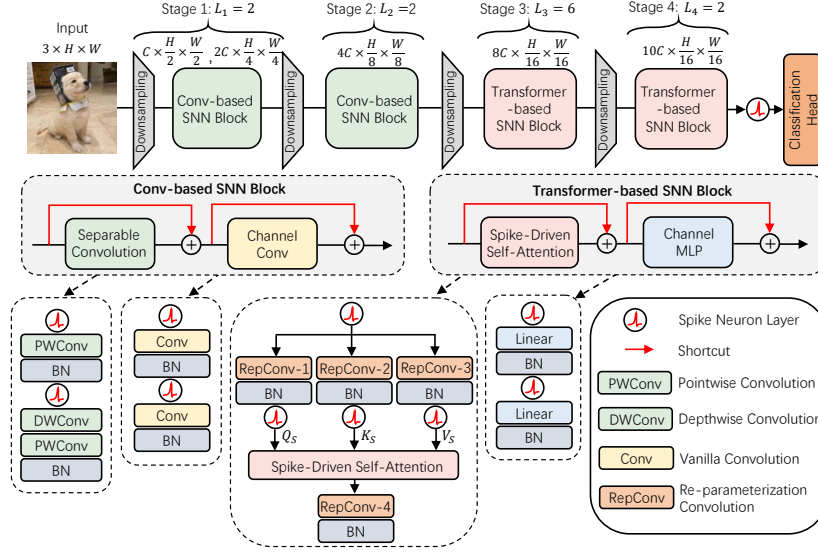 Input
3 × H × W
Stage 1: L₁ = 2
C × H/2 × W/2 , 2C × H/4 × W/4
Stage 2: L₂ =2
4C × H/8 × W/8
Stage 3: L₃ = 6
8C × H/16 × W/16
Stage 4: L₄ = 2
10C × H/16 × W/16
Downsampling
Conv-based
SNN Block
Downsampling
Conv-based
SNN Block
Downsampling
Transformer
-based SNN
Block
Downsampling
Transformer
-based SNN
Block
Classification
Head
Conv-based SNN Block
Separable
Convolution
+
Channel
Conv
+
Transformer-based SNN Block
Spike-Driven
Self-Attention
+
Channel
MLP
+
PWConv
BN
DWConv
PWConv
BN
Conv
BN
Conv
BN
RepConv-1
BN
RepConv-2
BN
RepConv-3
BN
Q_S
K_S
V_S
Spike-Driven Self-Attention
RepConv-4
BN
Linear
BN
Linear
BN
Spike Neuron Layer
Shortcut
PWConv
Pointwise Convolution
DWConv
Depthwise Convolution
Conv
Vanilla Convolution
RepConv
Re-parameterization
Convolution